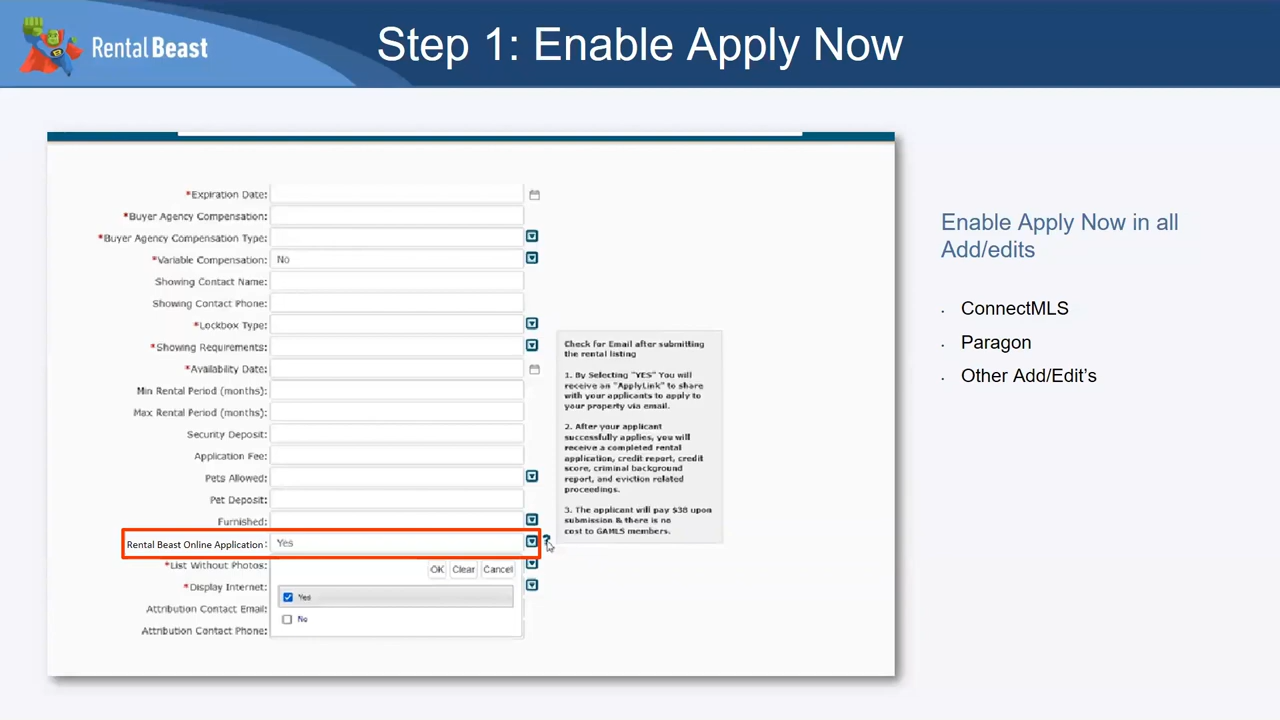 Rental Beast
Step 1: Enable Apply Now
*Expiration Date:
*Buyer Agency Compensation:
*Buyer Agency Compensation Type:
*Variable Compensation: No
Showing Contact Name:
Showing Contact Phone:
*Lockbox Type:
*Showing Requirements:
*Availability Date:
Min Rental Period (months):
Max Rental Period (months):
Security Deposit:
Application Fee:
Pets Allowed:
Pet Deposit:
Furnished:
Rental Beast Online Application: Yes
*List Without Photos:
OK Clear Cancel
*Display Internet:
Yes
Attribution Contact Email:
No
Attribution Contact Phone:
Check for Email after submitting
the rental listing
1. By Selecting "YES" You will
receive an "ApplyLink" to share
with your applicants to apply to
your property via email.
2. After your applicant
successfully applies, you will
receive a completed rental
application, credit report, credit
score, criminal background
report, and eviction related
proceedings.
3. The applicant will pay $38 upon
submission & there is no
cost to GAMLS members.
?
Enable Apply Now in all
Add/edits
· ConnectMLS
· Paragon
· Other Add/Edit's